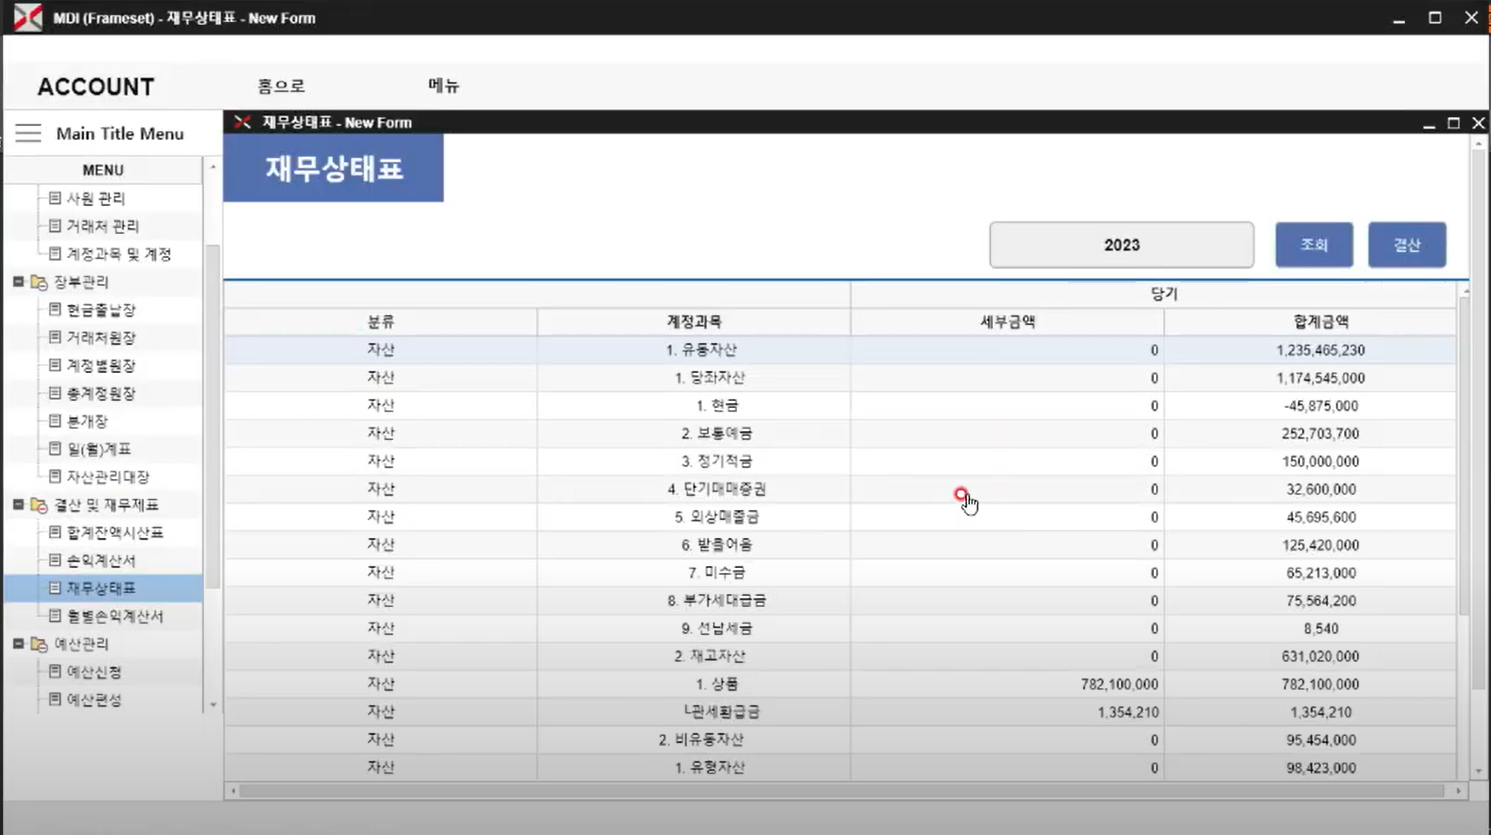 MDI (Frameset) - 재무상태표 - New Form
ACCOUNT
홈으로
메뉴
Main Title Menu
MENU
사원 관리
거래처 관리
계정과목 및 계정
장부관리
현금출납장
거래처원장
계정별원장
총계정원장
분개장
일(월)계표
자산관리대장
결산 및 재무제표
합계잔액시산표
손익계산서
재무상태표
월별손익계산서
예산관리
예산신청
예산편성
재무상태표 - New Form
재무상태표
2023 조회 결산
당기
분류 계정과목 세부금액 합계금액
자산 1. 유동자산 0 1,235,465,230
자산 1. 당좌자산 0 1,174,545,000
자산 1. 현금 0 -45,875,000
자산 2. 보통예금 0 252,703,700
자산 3. 정기적금 0 150,000,000
자산 4. 단기매매증권 0 32,600,000
자산 5. 외상매출금 0 45,695,600
자산 6. 받을어음 0 125,420,000
자산 7. 미수금 0 65,213,000
자산 8. 부가세대급금 0 75,564,200
자산 9. 선납세금 0 8,540
자산 2. 재고자산 0 631,020,000
자산 1. 상품 782,100,000 782,100,000
자산 └관세환급금 1,354,210 1,354,210
자산 2. 비유동자산 0 95,454,000
자산 1. 유형자산 0 98,423,000